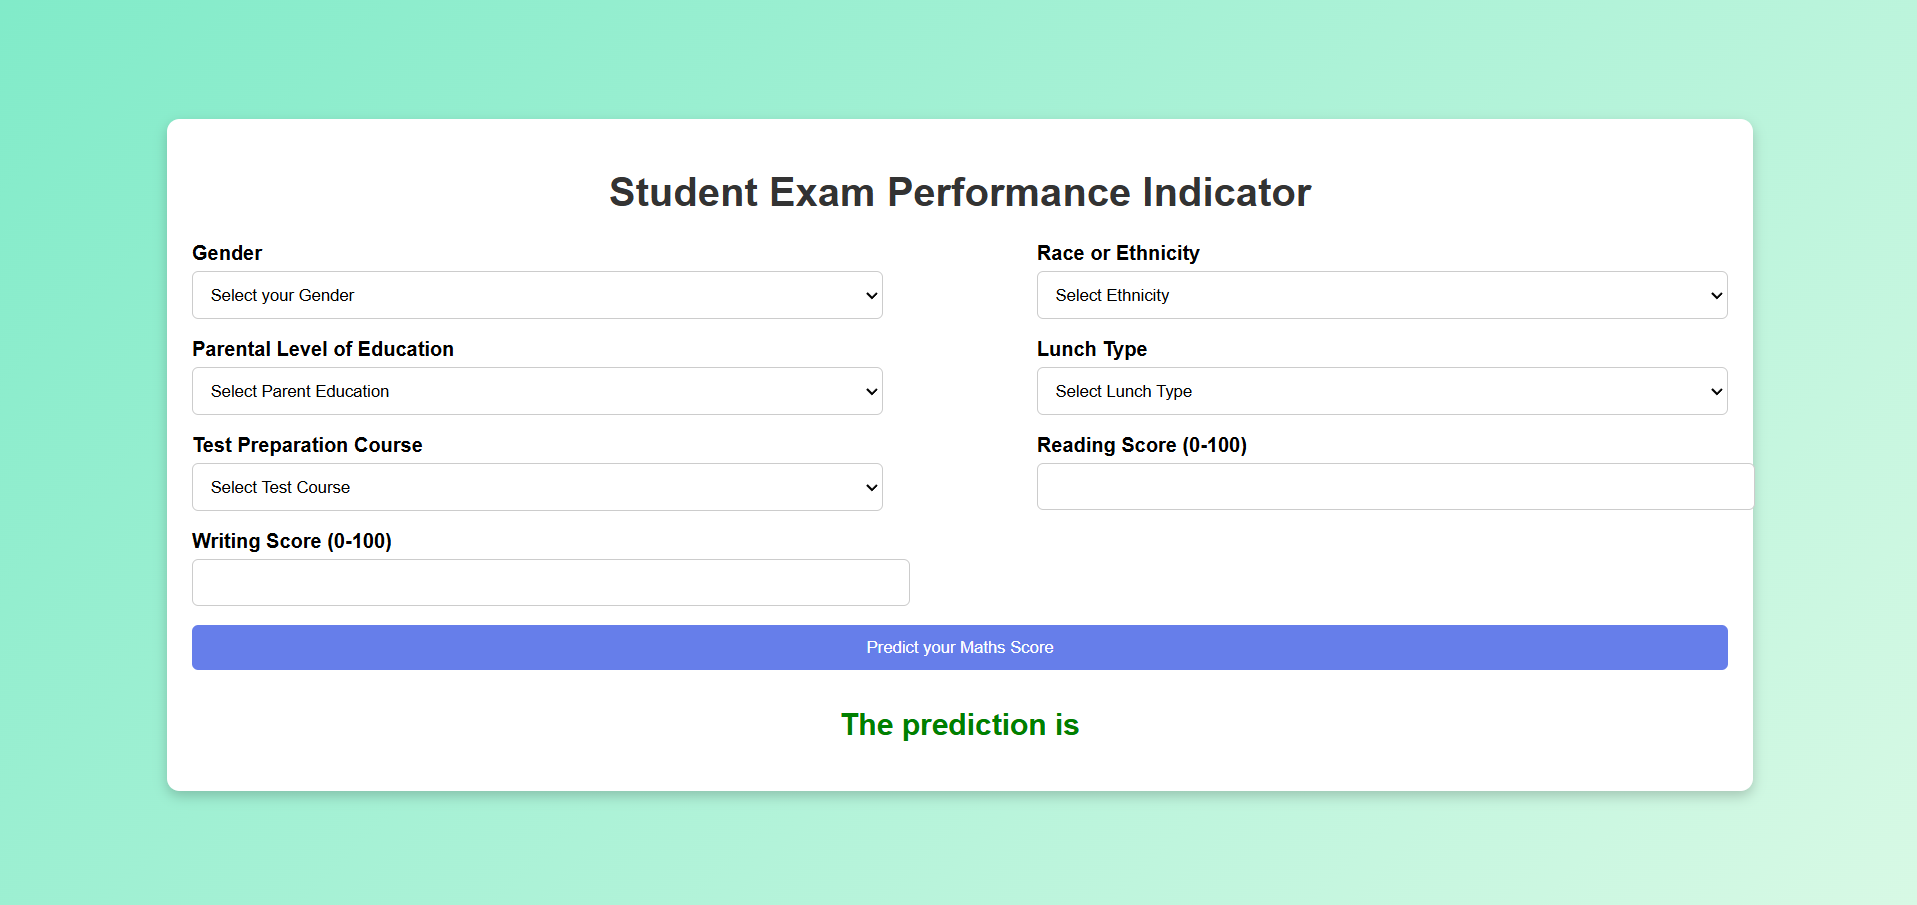 Student Exam Performance Indicator
Gender
Race or Ethnicity
Select your Gender
Select Ethnicity
Parental Level of Education
Lunch Type
Select Parent Education
Select Lunch Type
Test Preparation Course
Reading Score (0-100)
Select Test Course
Writing Score (0-100)
Predict your Maths Score
The prediction is